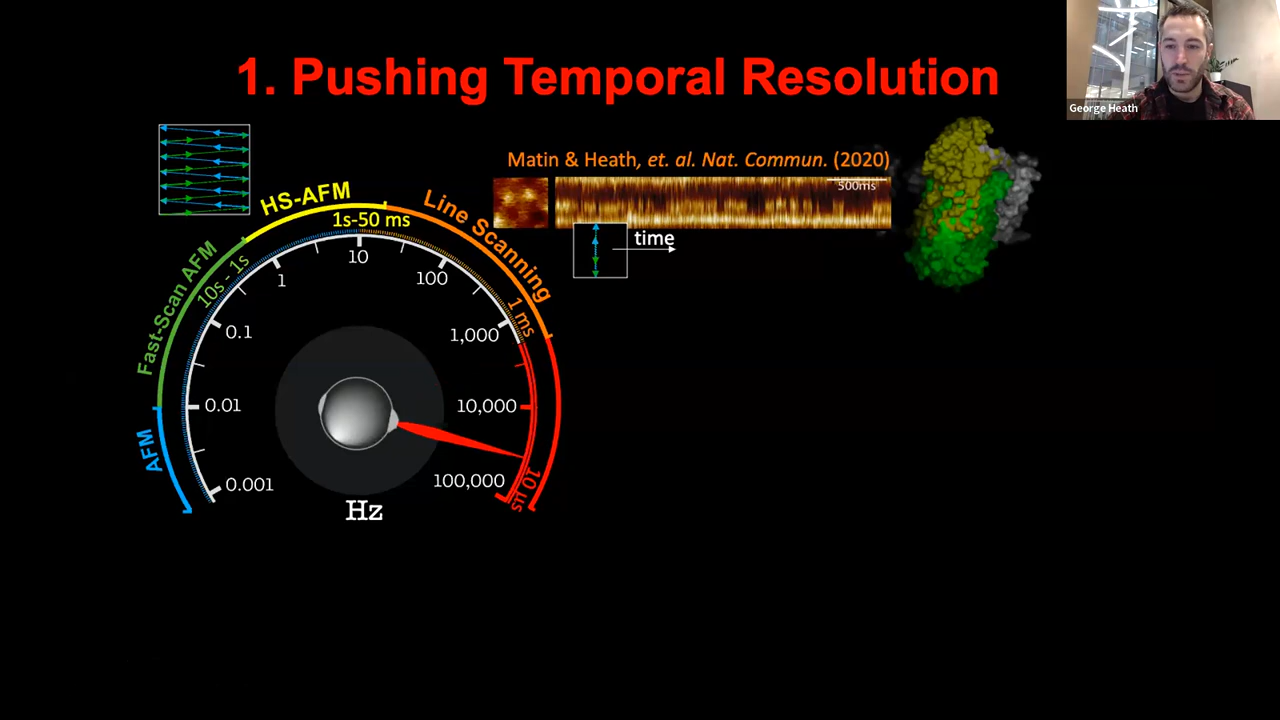 1. Pushing Temporal Resolution
George Heath
Matin & Heath, et. al. Nat. Commun. (2020)
500ms
time
AFM
Fast-Scan AFM
10s - 1s
HS-AFM
1s-50 ms
Line Scanning
1 ms
10 µs
0.001
0.01
0.1
1
10
100
1,000
10,000
100,000
Hz